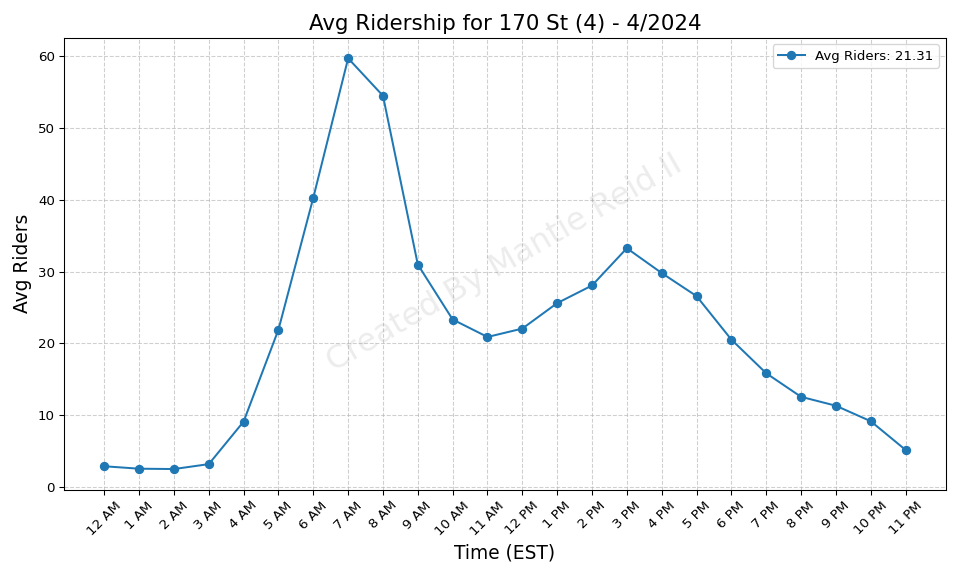 Avg Ridership for 170 St (4) - 4/2024
Avg Riders: 21.31
Avg Riders
60
50
40
30
20
10
0
Created By Mantie Reid II
12 AM
1 AM
2 AM
3 AM
4 AM
5 AM
6 AM
7 AM
8 AM
9 AM
10 AM
11 AM
12 PM
1 PM
2 PM
3 PM
4 PM
5 PM
6 PM
7 PM
8 PM
9 PM
10 PM
11 PM
Time (EST)